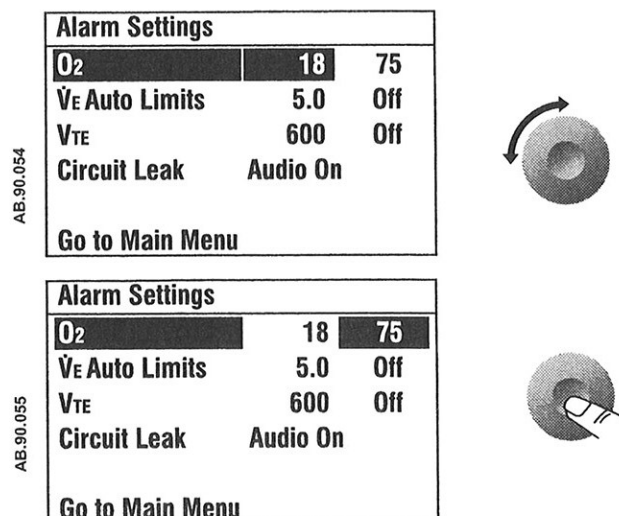 Alarm Settings
O2 18 75
V̇E Auto Limits 5.0 Off
VTE 600 Off
Circuit Leak Audio On
Go to Main Menu
AB.90.054
Alarm Settings
O2 18 75
V̇E Auto Limits 5.0 Off
VTE 600 Off
Circuit Leak Audio On
Go to Main Menu
AB.90.055